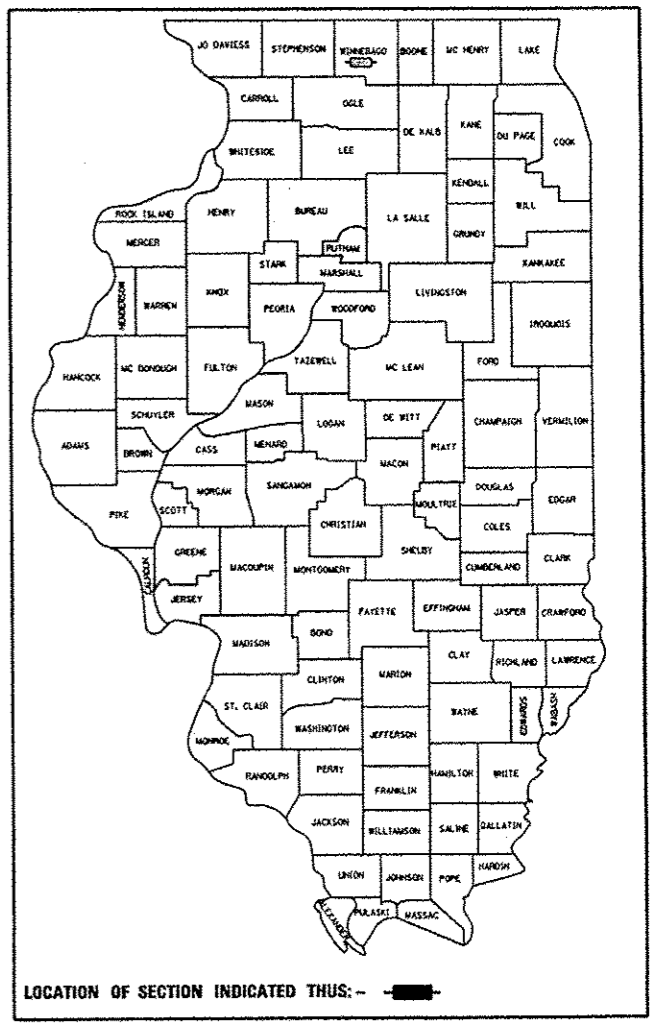 JO DAVIESS STEPHENSON WINNEBAGO BOONE MC HENRY LAKE
CARROLL OGLE DE KALB KANE DU PAGE COOK
WHITESIDE LEE
KENDALL WILL
ROCK ISLAND HENRY BUREAU LA SALLE GRUNDY
MERCER PUTNAM
STARK MARSHALL KANKAKEE
HENDERSON WARREN KNOX PEORIA WOODFORD LIVINGSTON IROQUOIS
HANCOCK MC DONOUGH FULTON TAZEWELL MC LEAN FORD
SCHUYLER MASON LOGAN DE WITT CHAMPAIGN VERMILION
ADAMS BROWN CASS MENARD PIATT
MACON
PIKE SCOTT MORGAN SANGAMON MOULTRIE DOUGLAS EDGAR
CHRISTIAN COLES
CALHOUN GREENE MACOUPIN MONTGOMERY SHELBY CUMBERLAND CLARK
JERSEY FAYETTE EFFINGHAM JASPER CRAWFORD
MADISON BOND CLAY RICHLAND LAWRENCE
CLINTON MARION
ST. CLAIR WASHINGTON JEFFERSON WAYNE EDWARDS WABASH
MONROE
RANDOLPH PERRY FRANKLIN HAMILTON WHITE
JACKSON WILLIAMSON SALINE GALLATIN
UNION JOHNSON POPE HARDIN
ALEXANDER PULASKI MASSAC
LOCATION OF SECTION INDICATED THUS:-